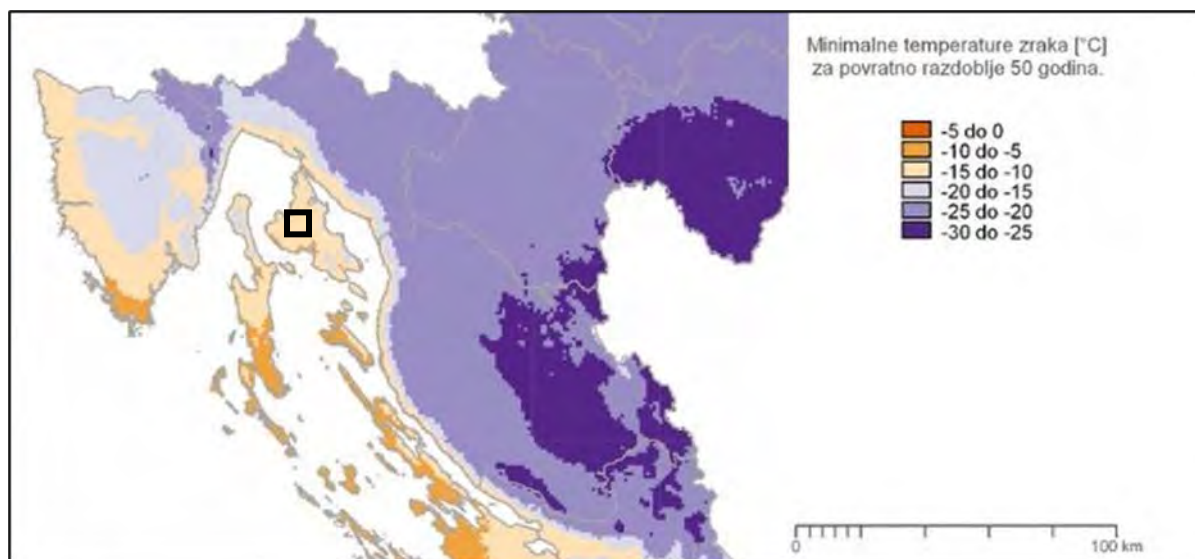 Minimalne temperature zraka [°C]
za povratno razdoblje 50 godina.
-5 do 0
-10 do -5
-15 do -10
-20 do -15
-25 do -20
-30 do -25
0 100 km